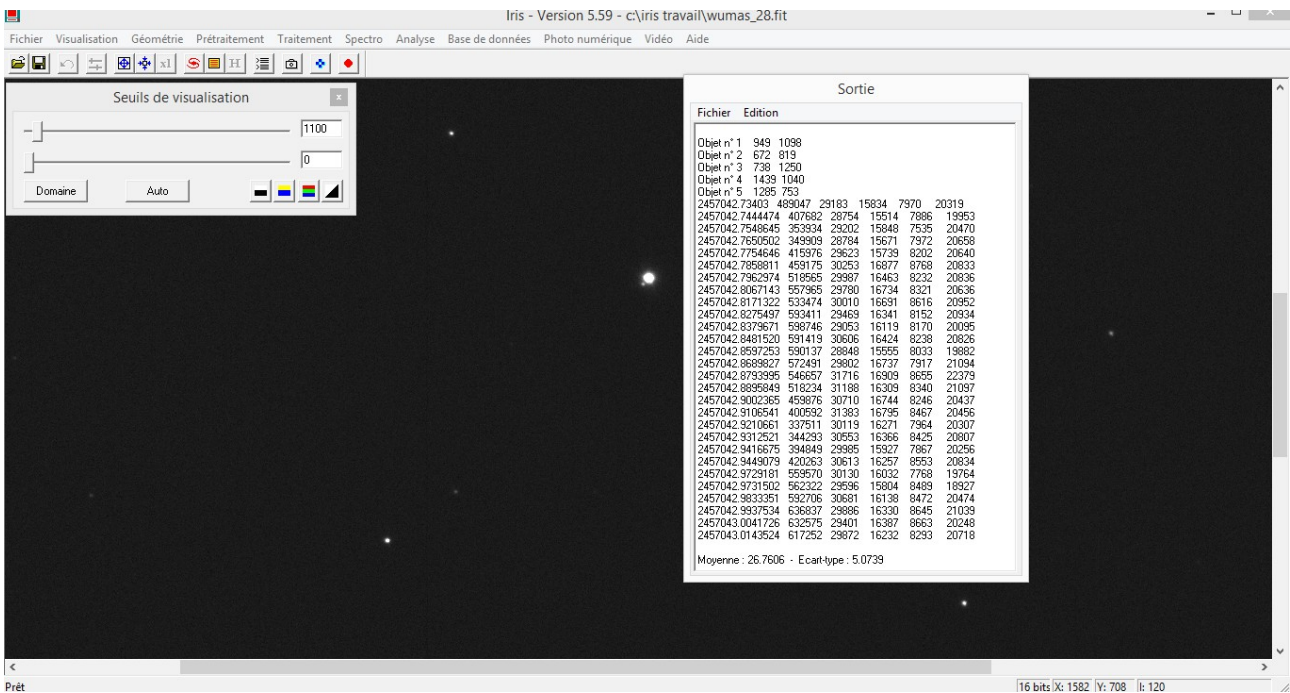 Iris - Version 5.59 - c:\iris travail\wumas_28.fit
Fichier Visualisation Géométrie Prétraitement Traitement Spectro Analyse Base de données Photo numérique Vidéo Aide
x1 H
Seuils de visualisation
1100
0
Domaine Auto
Sortie
Fichier Edition
Objet n° 1 949 1098
Objet n° 2 672 819
Objet n° 3 738 1250
Objet n° 4 1439 1040
Objet n° 5 1285 753
2457042.73403 489047 29183 15834 7970 20319
2457042.7444474 407682 28754 15514 7886 19953
2457042.7548645 353934 29202 15848 7535 20470
2457042.7650502 349909 28784 15671 7972 20658
2457042.7754646 415976 29623 15739 8202 20640
2457042.7858811 459175 30253 16877 8768 20833
2457042.7962974 518565 29987 16463 8232 20836
2457042.8067143 557965 29780 16734 8321 20636
2457042.8171322 533474 30010 16691 8616 20952
2457042.8275497 593411 29469 16341 8152 20934
2457042.8379671 598746 29053 16119 8170 20095
2457042.8481520 591419 30606 16424 8238 20826
2457042.8597253 590137 28848 15555 8033 19882
2457042.8689827 572491 29802 16737 7917 21094
2457042.8793995 546657 31716 16909 8655 22379
2457042.8895849 518234 31188 16309 8340 21097
2457042.9002365 459876 30710 16744 8246 20437
2457042.9106541 400592 31383 16795 8467 20456
2457042.9210661 337511 30119 16271 7964 20307
2457042.9312521 344293 30553 16366 8425 20807
2457042.9416675 394849 29985 15927 7867 20256
2457042.9449079 420263 30613 16257 8553 20834
2457042.9729181 559570 30130 16032 7768 19764
2457042.9731502 562322 29596 15804 8489 18927
2457042.9833351 592706 30681 16138 8472 20474
2457042.9937534 636837 29886 16330 8645 21039
2457043.0041726 632575 29401 16387 8663 20248
2457043.0143524 617252 29872 16232 8293 20718
Moyenne : 26.7606 - Ecart-type : 5.0739
Prêt
16 bits X: 1582 Y: 708 I: 120